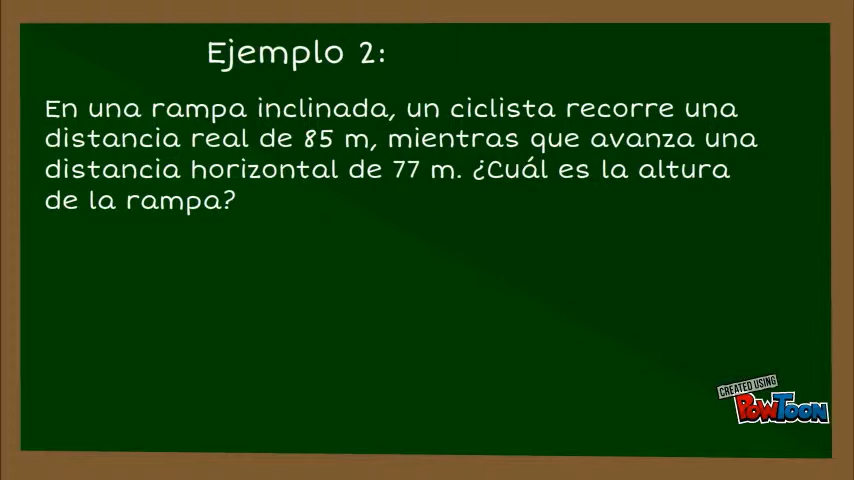 Ejemplo 2:
En una rampa inclinada, un ciclista recorre una
distancia real de 85 m, mientras que avanza una
distancia horizontal de 77 m. ¿Cuál es la altura
de la rampa?
CREATED USING
POWTOON